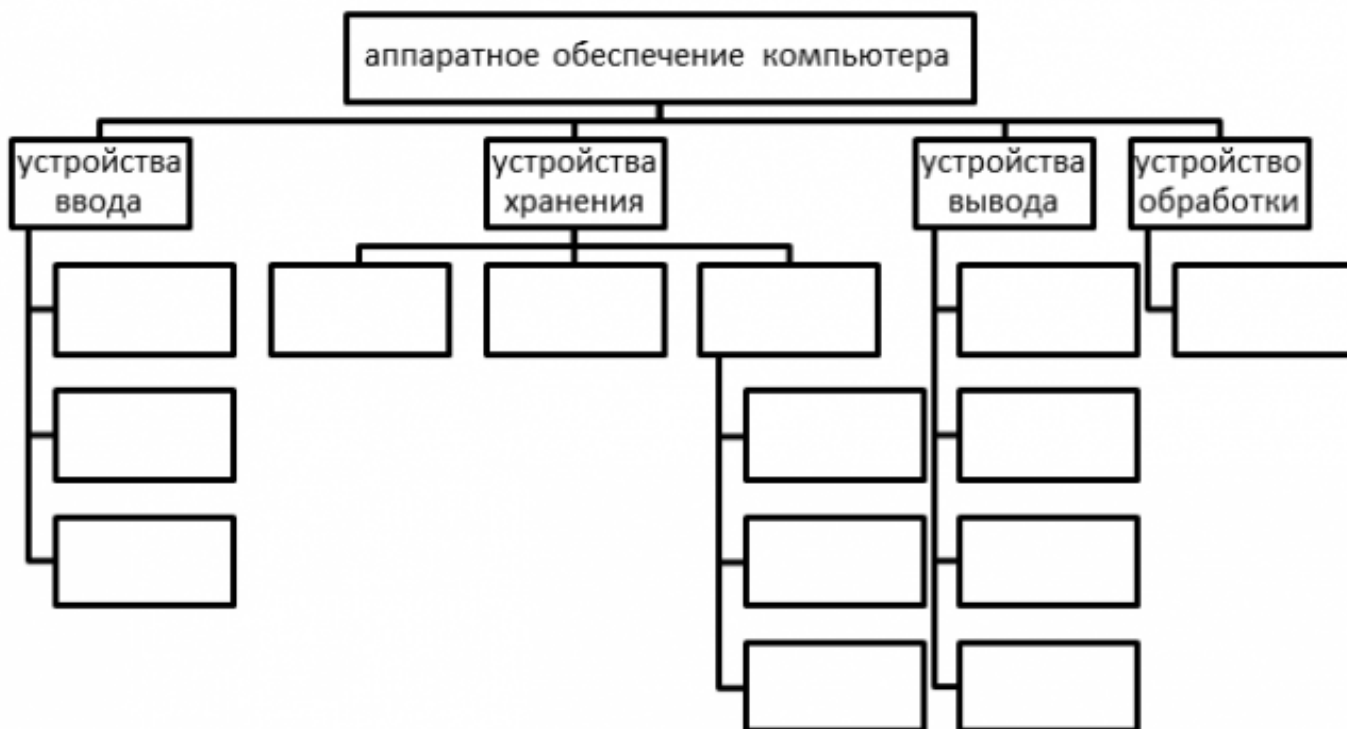 аппаратное обеспечение компьютера
устройства
ввода
устройства
хранения
устройства
вывода
устройство
обработки